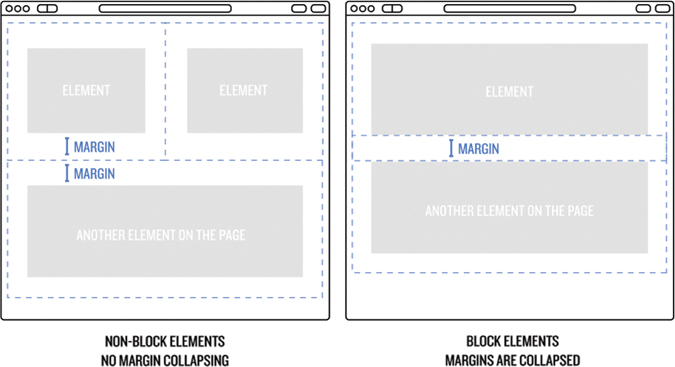 ELEMENT
ELEMENT
MARGIN
MARGIN
ANOTHER ELEMENT ON THE PAGE
NON-BLOCK ELEMENTS
NO MARGIN COLLAPSING
ELEMENT
MARGIN
ANOTHER ELEMENT ON THE PAGE
BLOCK ELEMENTS
MARGINS ARE COLLAPSED